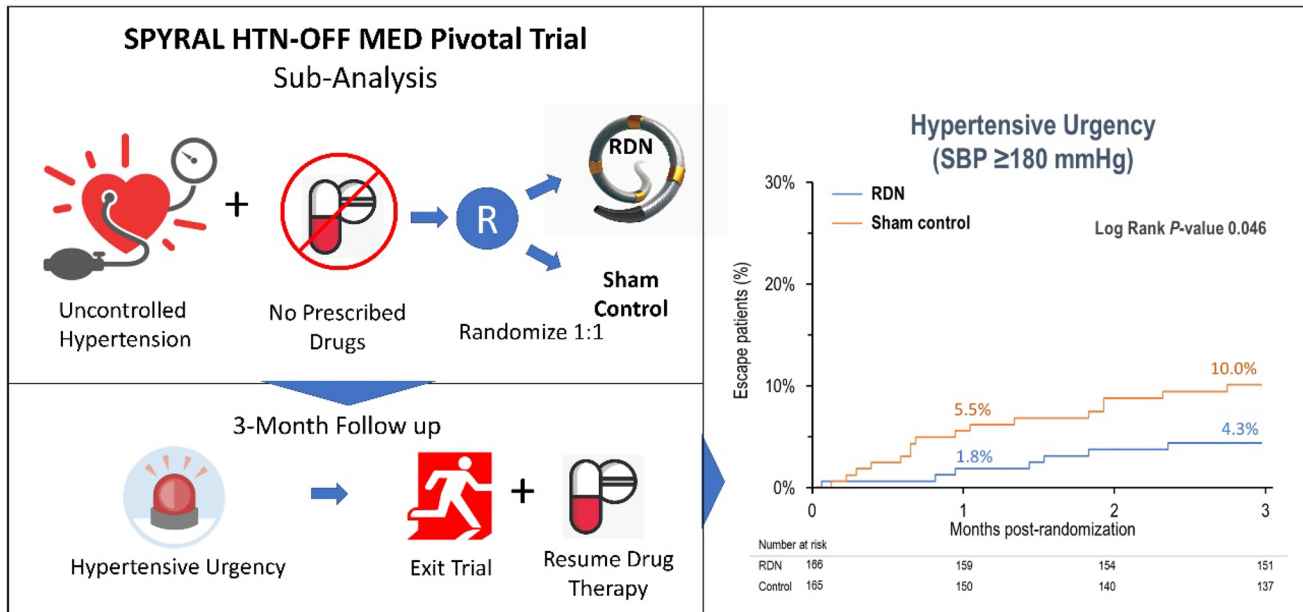 SPYRAL HTN-OFF MED Pivotal Trial
Sub-Analysis
Uncontrolled
Hypertension
+
No Prescribed
Drugs
R
Randomize 1:1
RDN
Sham
Control
3-Month Follow up
Hypertensive Urgency
Exit Trial
+
Resume Drug
Therapy
Hypertensive Urgency
(SBP ≥180 mmHg)
RDN
Sham control
Log Rank P-value 0.046
Escape patients (%)
30%
20%
10%
0%
5.5%
10.0%
1.8%
4.3%
0 1 2 3
Months post-randomization
Number at risk
RDN 166 159 154 151
Control 165 150 140 137